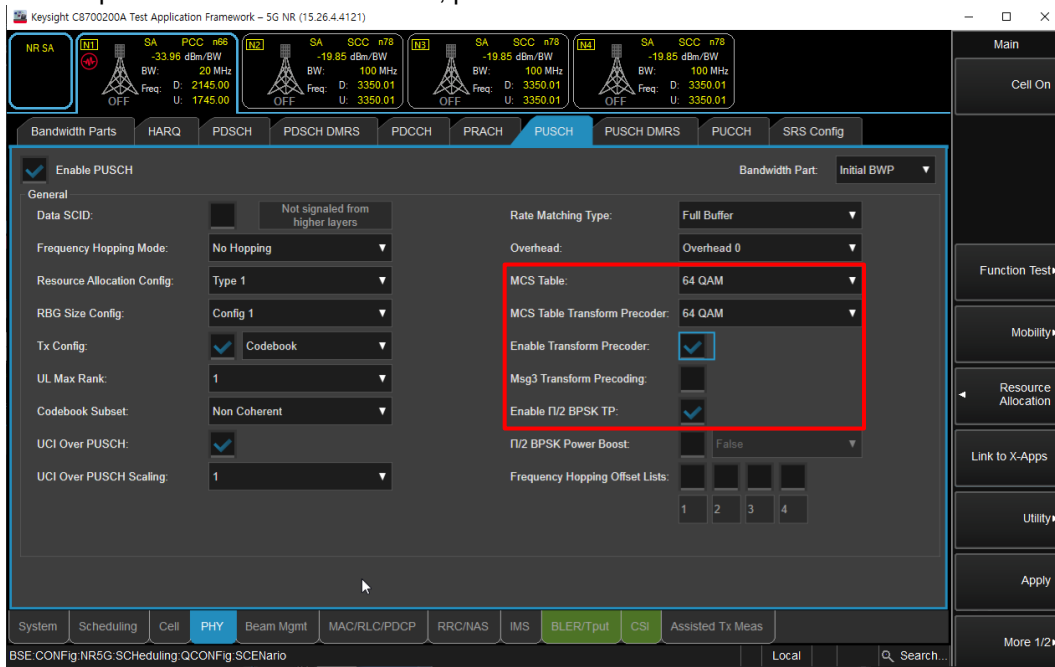 Keysight C8700200A Test Application Framework – 5G NR (15.26.4.4121)
Main
NR SA
N1 SA PCC n66
-33.96 dBm/BW
BW: 20 MHz
Freq: D: 2145.00
U: 1745.00
OFF
N2 SA SCC n78
-19.85 dBm/BW
BW: 100 MHz
Freq: D: 3350.01
U: 3350.01
OFF
N3 SA SCC n78
-19.85 dBm/BW
BW: 100 MHz
Freq: D: 3350.01
U: 3350.01
OFF
N4 SA SCC n78
-19.85 dBm/BW
BW: 100 MHz
Freq: D: 3350.01
U: 3350.01
OFF
Cell On
Bandwidth Parts HARQ PDSCH PDSCH DMRS PDCCH PRACH PUSCH PUSCH DMRS PUCCH SRS Config
Enable PUSCH
Bandwidth Part: Initial BWP
General
Data SCID: Not signaled from
higher layers
Rate Matching Type: Full Buffer
Frequency Hopping Mode: No Hopping
Overhead: Overhead 0
Resource Allocation Config: Type 1
MCS Table: 64 QAM
RBG Size Config: Config 1
MCS Table Transform Precoder: 64 QAM
Tx Config: Codebook
Enable Transform Precoder:
UL Max Rank: 1
Msg3 Transform Precoding:
Codebook Subset: Non Coherent
Enable Π/2 BPSK TP:
UCI Over PUSCH:
Π/2 BPSK Power Boost: False
UCI Over PUSCH Scaling: 1
Frequency Hopping Offset Lists:
1 2 3 4
Function Test
Mobility
Resource
Allocation
Link to X-Apps
Utility
Apply
More 1/2
System Scheduling Cell PHY Beam Mgmt MAC/RLC/PDCP RRC/NAS IMS BLER/Tput CSI Assisted Tx Meas
BSE:CONFig:NR5G:SCHeduling:QCONFig:SCENario
Local
Search...